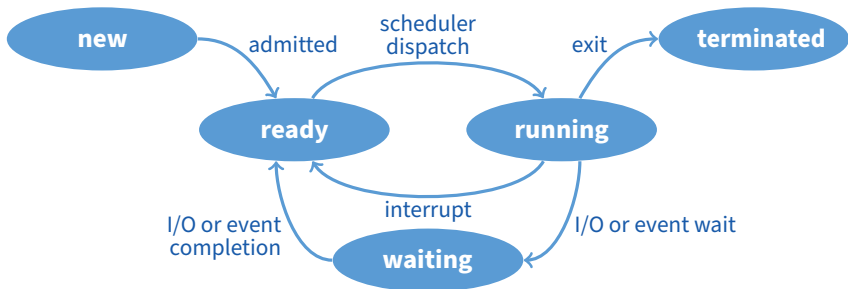 new
admitted
scheduler
dispatch
exit
terminated
ready
running
interrupt
I/O or event
completion
I/O or event wait
waiting